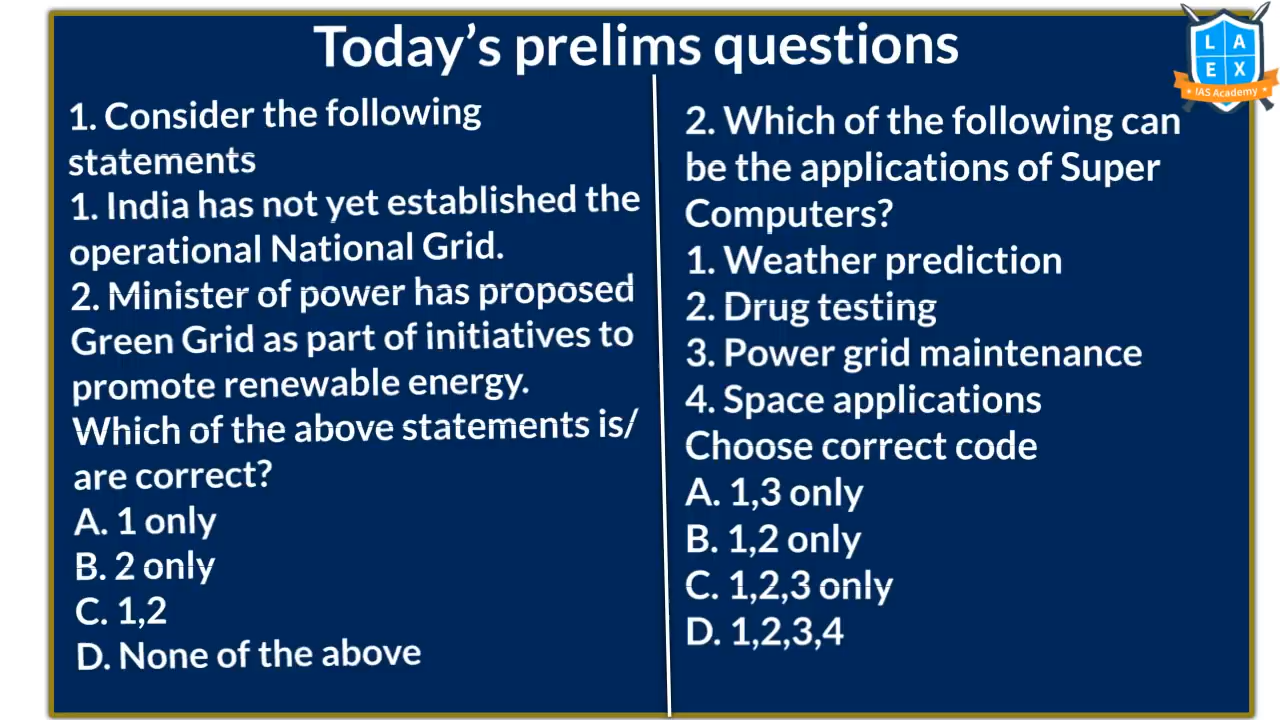 Today's prelims questions
L A
E X
IAS Academy
1. Consider the following
statements
1. India has not yet established the
operational National Grid.
2. Minister of power has proposed
Green Grid as part of initiatives to
promote renewable energy.
Which of the above statements is/
are correct?
A. 1 only
B. 2 only
C. 1,2
D. None of the above
2. Which of the following can
be the applications of Super
Computers?
1. Weather prediction
2. Drug testing
3. Power grid maintenance
4. Space applications
Choose correct code
A. 1,3 only
B. 1,2 only
C. 1,2,3 only
D. 1,2,3,4